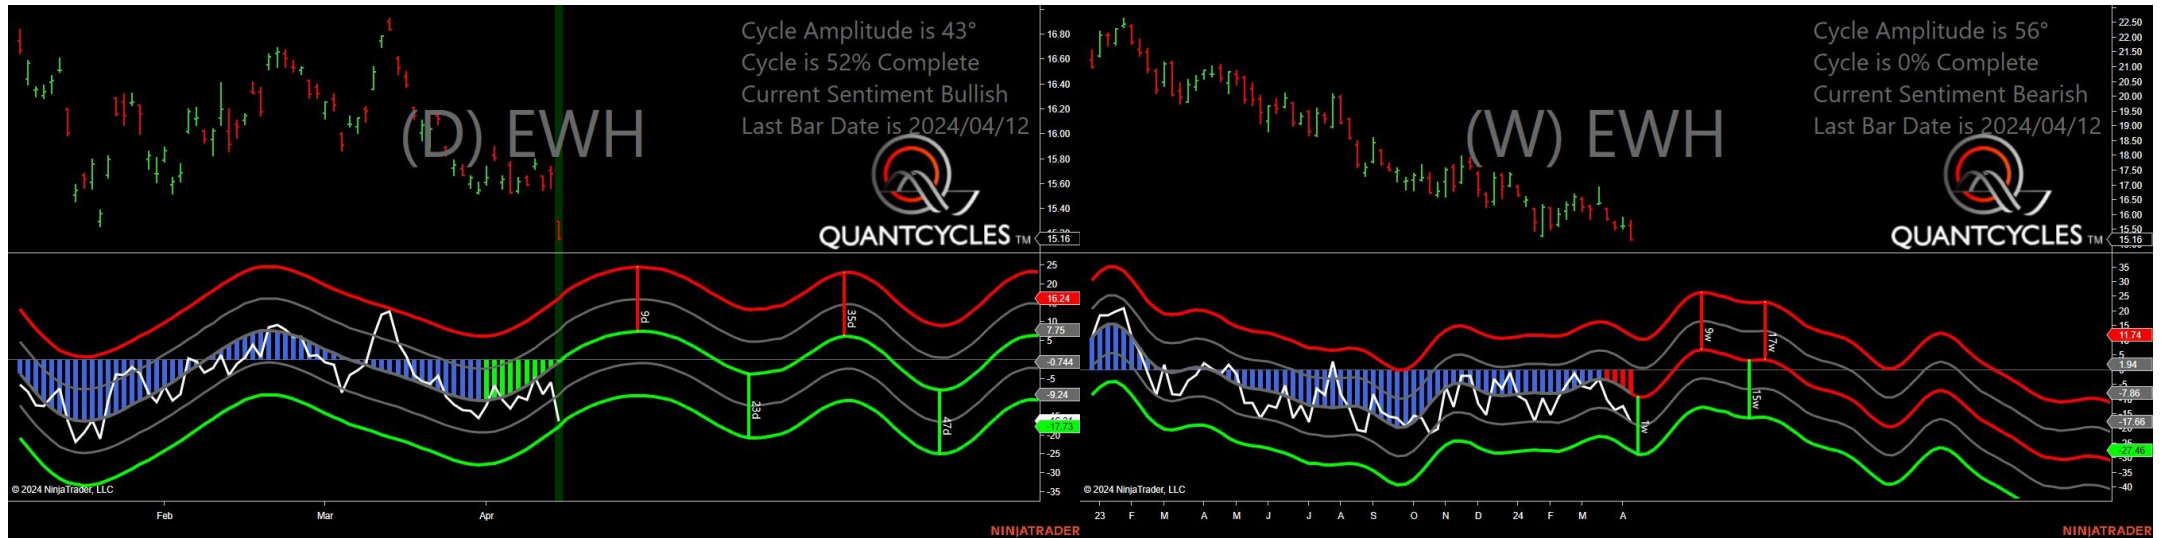 Cycle Amplitude is 43°
Cycle is 52% Complete
Current Sentiment Bullish
Last Bar Date is 2024/04/12
(D) EWH
QUANTCYCLES TM
16.80
16.60
16.40
16.20
16.00
15.80
15.60
15.40
15.16
25
20
16.24
10
7.75
5
-0.744
-5
-9.24
-17.73
-20
-25
-30
-35
9d
23d
35d
47d
© 2024 NinjaTrader, LLC
Feb
Mar
Apr
NINJATRADER
Cycle Amplitude is 56°
Cycle is 0% Complete
Current Sentiment Bearish
Last Bar Date is 2024/04/12
(W) EWH
QUANTCYCLES TM
22.50
22.00
21.50
21.00
20.50
20.00
19.50
19.00
18.50
18.00
17.50
17.00
16.50
16.00
15.50
15.16
35
30
25
20
15
11.74
5
1.94
-5
-7.86
-15
-17.66
-27.46
-35
-40
1w
9w
15w
17w
© 2024 NinjaTrader, LLC
23 F M A M J J A S O N D 24 F M A
NINJATRADER